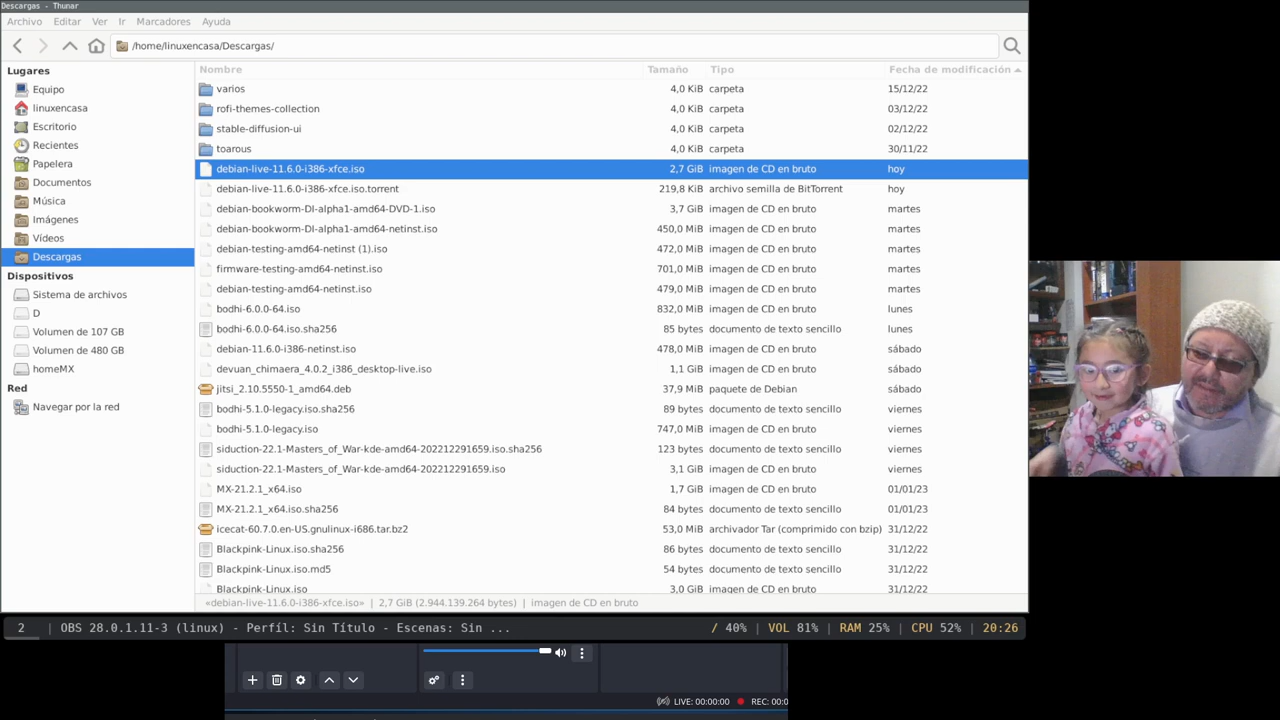 Descargas - Thunar
Archivo Editar Ver Ir Marcadores Ayuda
/home/linuxencasa/Descargas/
Lugares
Equipo
linuxencasa
Escritorio
Recientes
Papelera
Documentos
Música
Imágenes
Vídeos
Descargas
Dispositivos
Sistema de archivos
D
Volumen de 107 GB
Volumen de 480 GB
homeMX
Red
Navegar por la red
Nombre Tamaño Tipo Fecha de modificación
varios 4,0 KiB carpeta 15/12/22
rofi-themes-collection 4,0 KiB carpeta 03/12/22
stable-diffusion-ui 4,0 KiB carpeta 02/12/22
toarous 4,0 KiB carpeta 30/11/22
debian-live-11.6.0-i386-xfce.iso 2,7 GiB imagen de CD en bruto hoy
debian-live-11.6.0-i386-xfce.iso.torrent 219,8 KiB archivo semilla de BitTorrent hoy
debian-bookworm-DI-alpha1-amd64-DVD-1.iso 3,7 GiB imagen de CD en bruto martes
debian-bookworm-DI-alpha1-amd64-netinst.iso 450,0 MiB imagen de CD en bruto martes
debian-testing-amd64-netinst (1).iso 472,0 MiB imagen de CD en bruto martes
firmware-testing-amd64-netinst.iso 701,0 MiB imagen de CD en bruto martes
debian-testing-amd64-netinst.iso 479,0 MiB imagen de CD en bruto martes
bodhi-6.0.0-64.iso 832,0 MiB imagen de CD en bruto lunes
bodhi-6.0.0-64.iso.sha256 85 bytes documento de texto sencillo lunes
debian-11.6.0-i386-netinst.iso 478,0 MiB imagen de CD en bruto sábado
devuan_chimaera_4.0.2_i386_desktop-live.iso 1,1 GiB imagen de CD en bruto sábado
jitsi_2.10.5550-1_amd64.deb 37,9 MiB paquete de Debian sábado
bodhi-5.1.0-legacy.iso.sha256 89 bytes documento de texto sencillo viernes
bodhi-5.1.0-legacy.iso 747,0 MiB imagen de CD en bruto viernes
siduction-22.1-Masters_of_War-kde-amd64-202212291659.iso.sha256 123 bytes documento de texto sencillo viernes
siduction-22.1-Masters_of_War-kde-amd64-202212291659.iso 3,1 GiB imagen de CD en bruto viernes
MX-21.2.1_x64.iso 1,7 GiB imagen de CD en bruto 01/01/23
MX-21.2.1_x64.iso.sha256 84 bytes documento de texto sencillo 01/01/23
icecat-60.7.0.en-US.gnulinux-i686.tar.bz2 53,0 MiB archivador Tar (comprimido con bzip) 31/12/22
Blackpink-Linux.iso.sha256 86 bytes documento de texto sencillo 31/12/22
Blackpink-Linux.iso.md5 54 bytes documento de texto sencillo 31/12/22
Blackpink-Linux.iso 3,0 GiB imagen de CD en bruto 31/12/22
«debian-live-11.6.0-i386-xfce.iso» | 2,7 GiB (2.944.139.264 bytes) | imagen de CD en bruto
2 | OBS 28.0.1.11-3 (linux) - Perfíl: Sin Título - Escenas: Sin ... / 40% | VOL 81% | RAM 25% | CPU 52% | 20:26
LIVE: 00:00:00 REC: 00:0